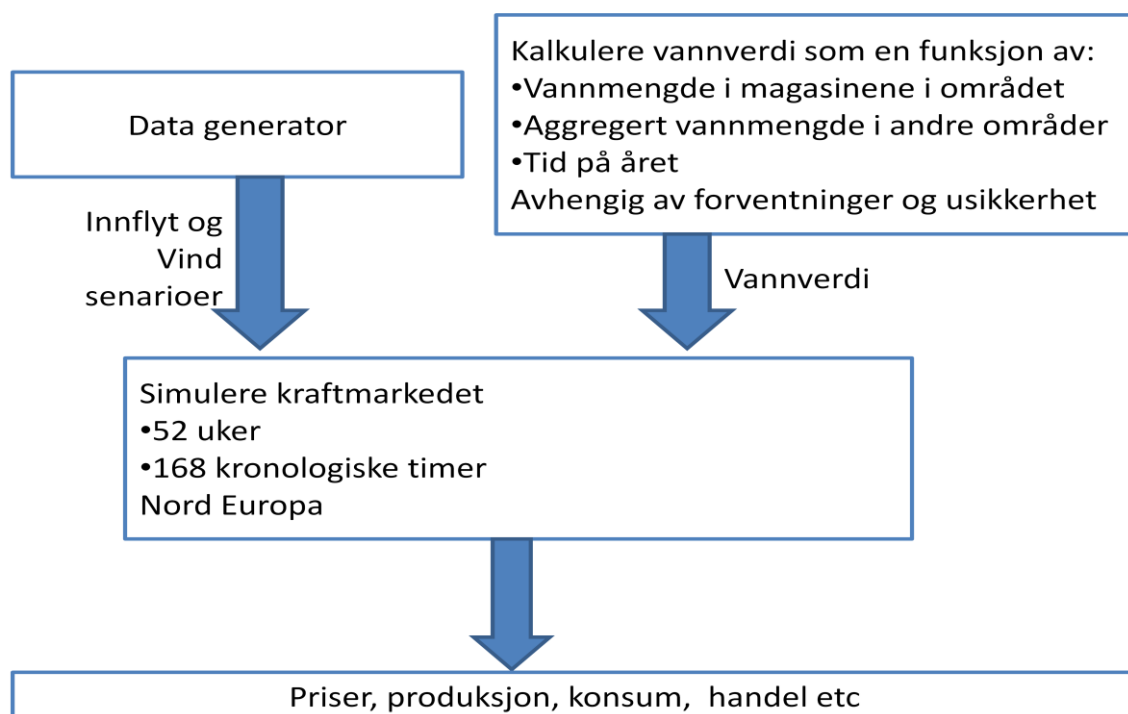 Data generator
Kalkulere vannverdi som en funksjon av:
•Vannmengde i magasinene i området
•Aggregert vannmengde i andre områder
•Tid på året
Avhengig av forventninger og usikkerhet
Innflyt og
Vind
senarioer
Vannverdi
Simulere kraftmarkedet
•52 uker
•168 kronologiske timer
Nord Europa
Priser, produksjon, konsum, handel etc